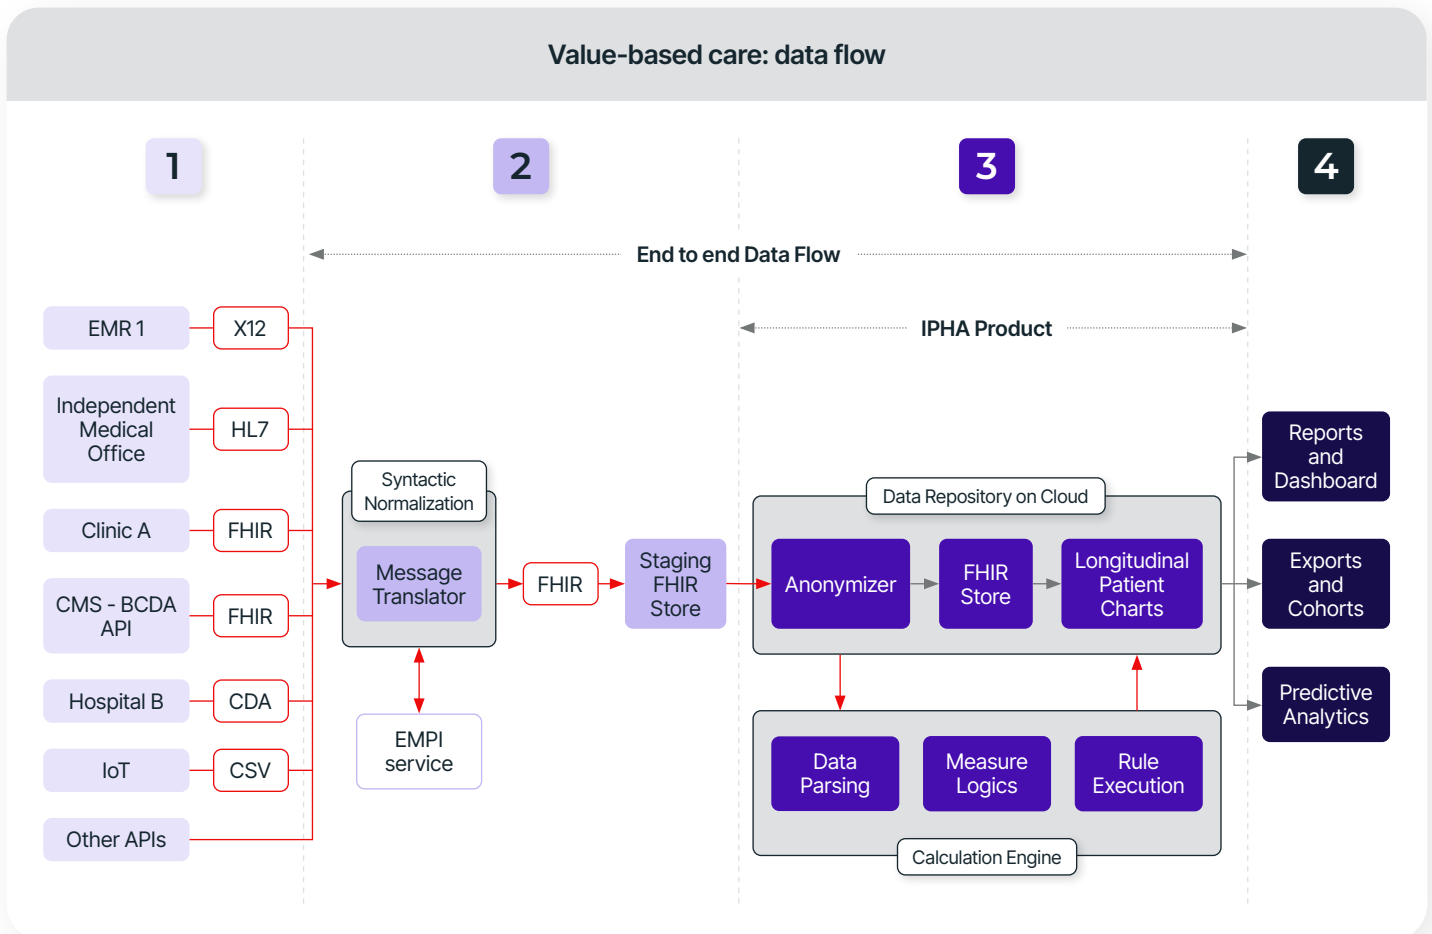 Value-based care: data flow
1
2
3
4
End to end Data Flow
IPHA Product
EMR 1
X12
Independent
Medical
Office
HL7
Clinic A
FHIR
CMS - BCDA
API
FHIR
Hospital B
CDA
IoT
CSV
Other APIs
Syntactic
Normalization
Message
Translator
EMPI
service
FHIR
Staging
FHIR
Store
Data Repository on Cloud
Anonymizer
FHIR
Store
Longitudinal
Patient
Charts
Data
Parsing
Measure
Logics
Rule
Execution
Calculation Engine
Reports
and
Dashboard
Exports
and
Cohorts
Predictive
Analytics